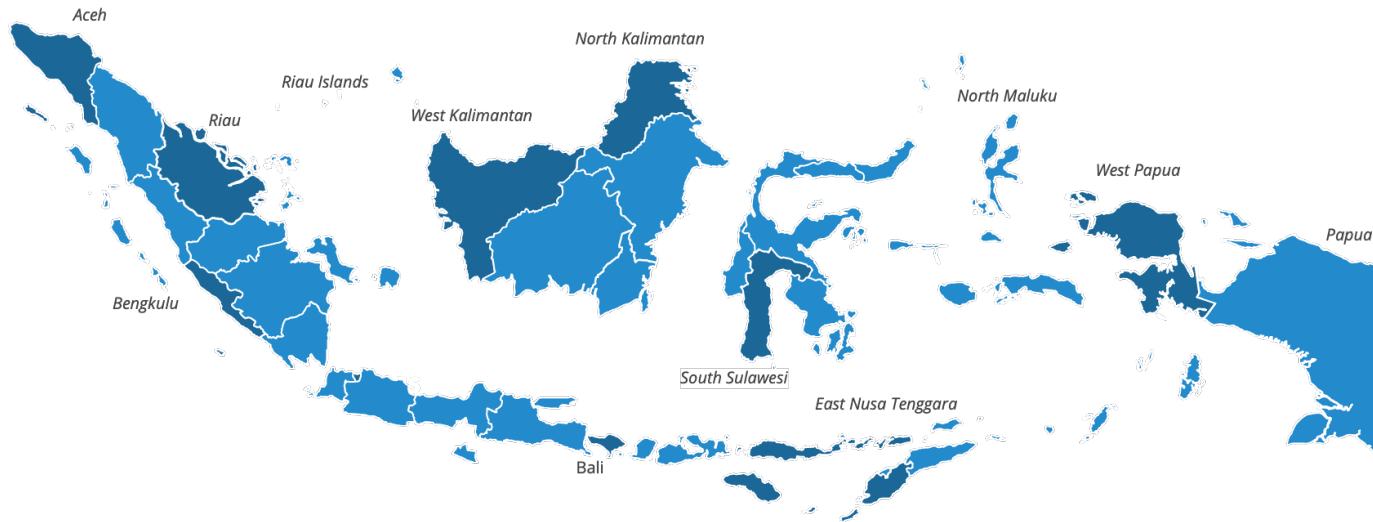 Aceh
North Kalimantan
Riau Islands
North Maluku
West Kalimantan
Riau
West Papua
Papua
Bengkulu
South Sulawesi
East Nusa Tenggara
Bali